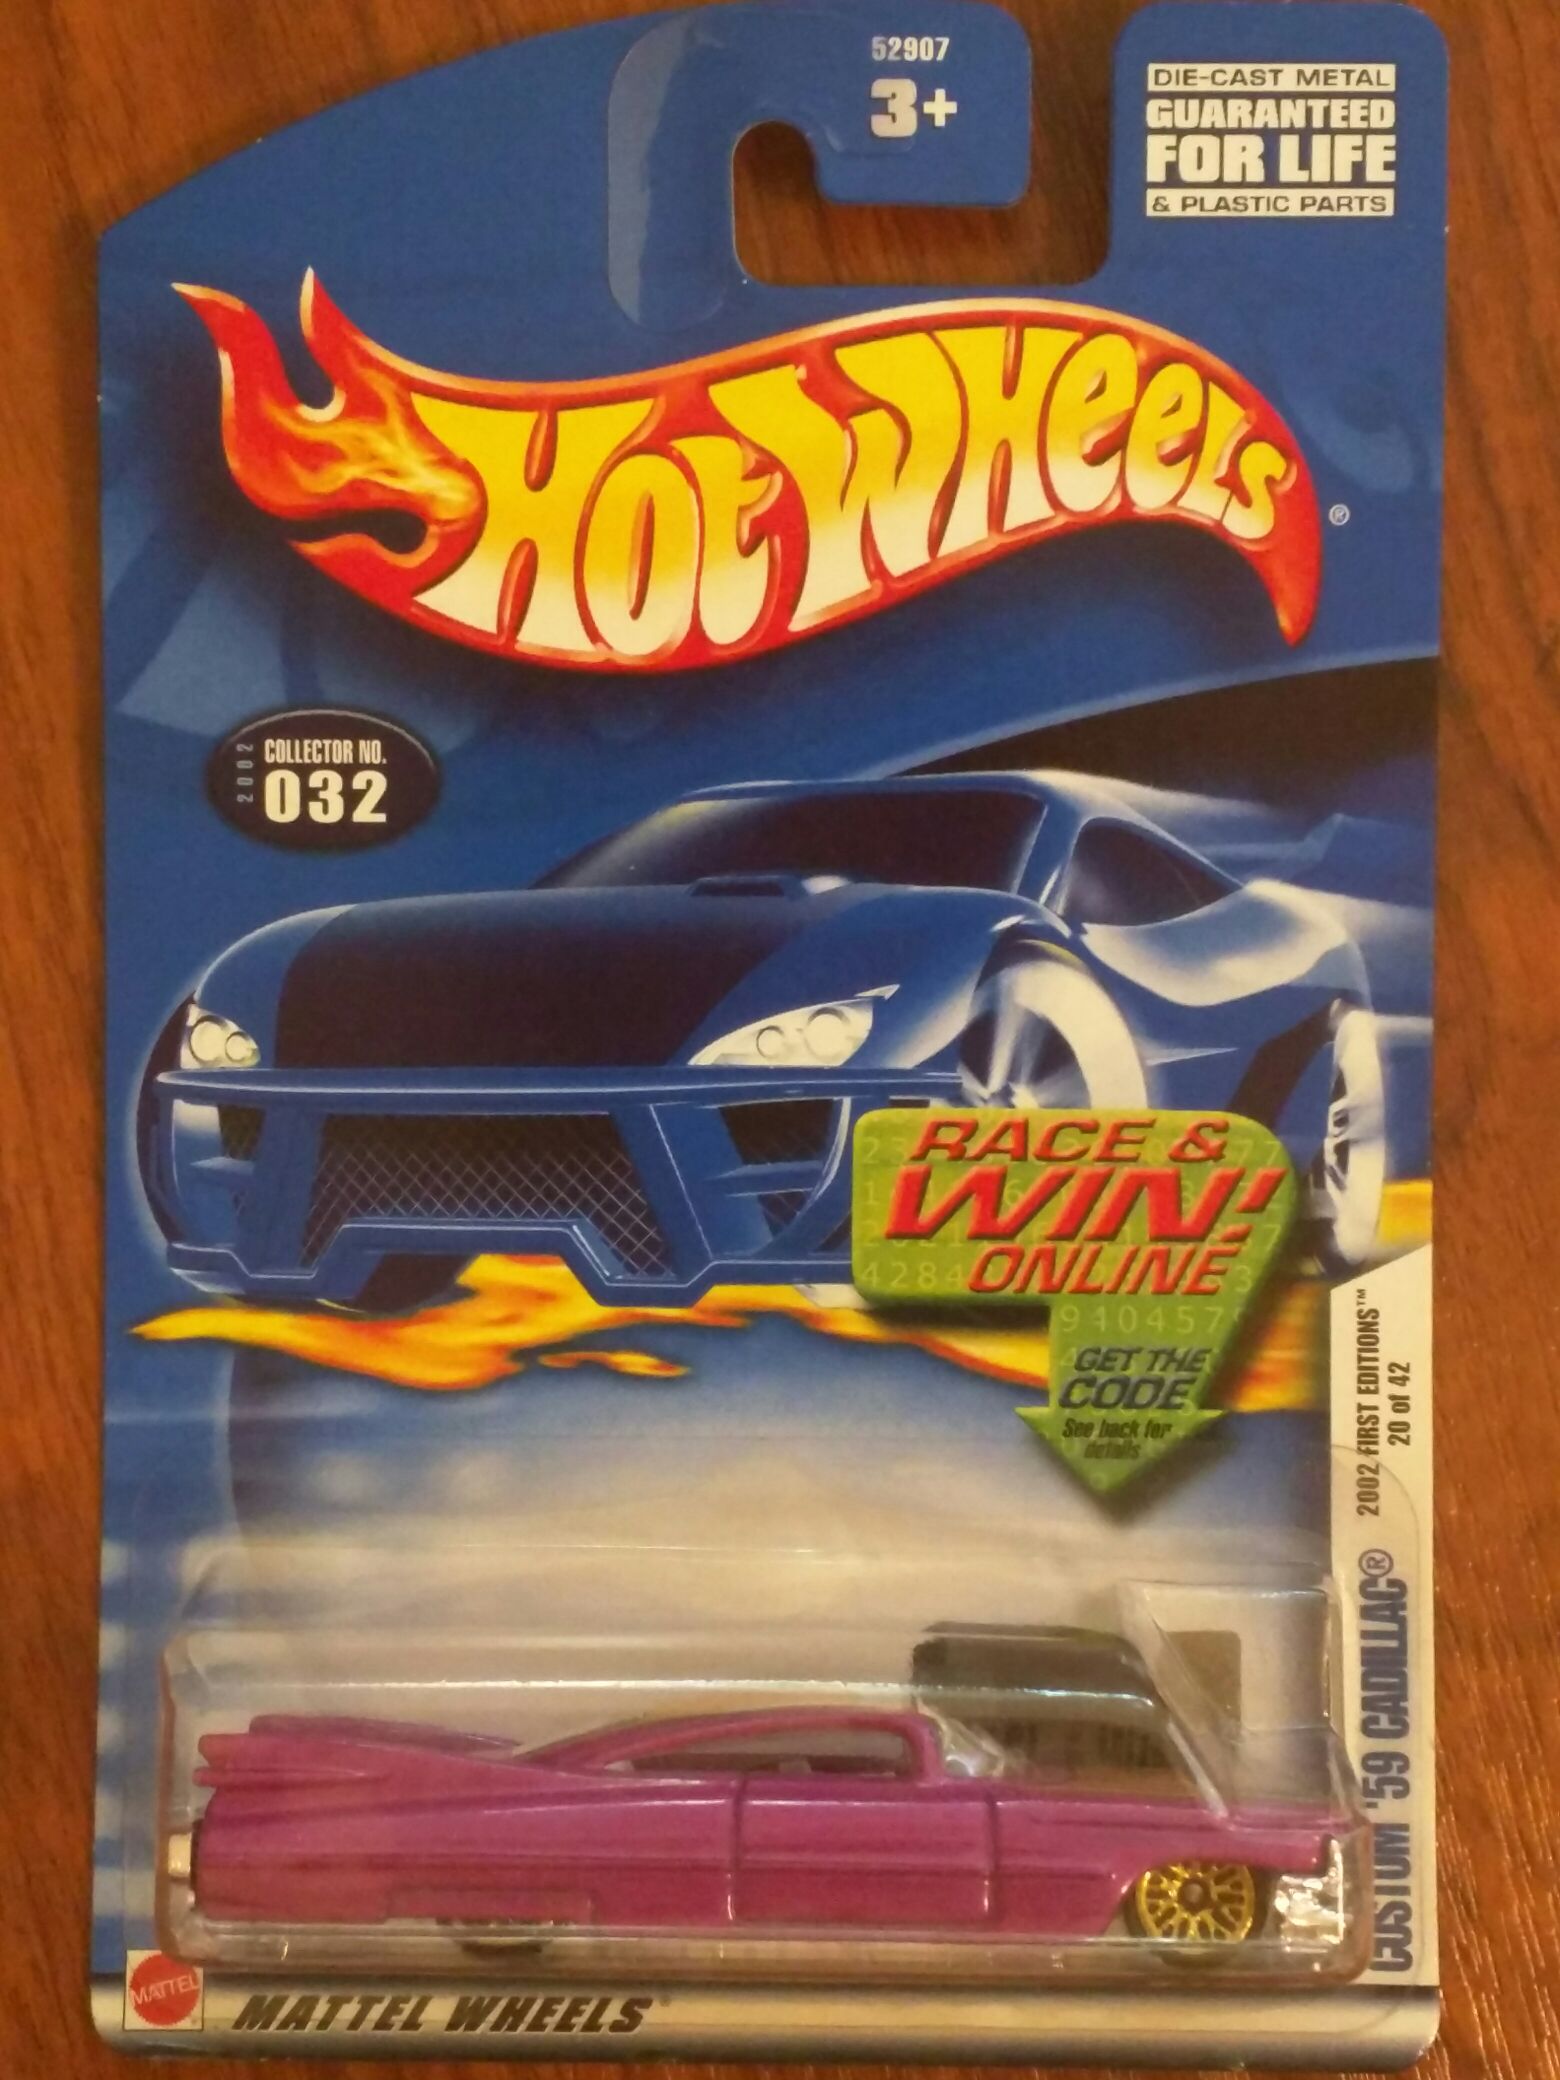 52907
3+
DIE-CAST METAL
GUARANTEED
FOR LIFE
& PLASTIC PARTS
HOT WHEELS
®
2002
COLLECTOR NO.
032
RACE &
WIN!
ONLINE
GET THE
CODE
See back for
details
2002 FIRST EDITIONS™
20 of 42
CUSTOM '59 CADILLAC®
MATTEL
MATTEL WHEELS